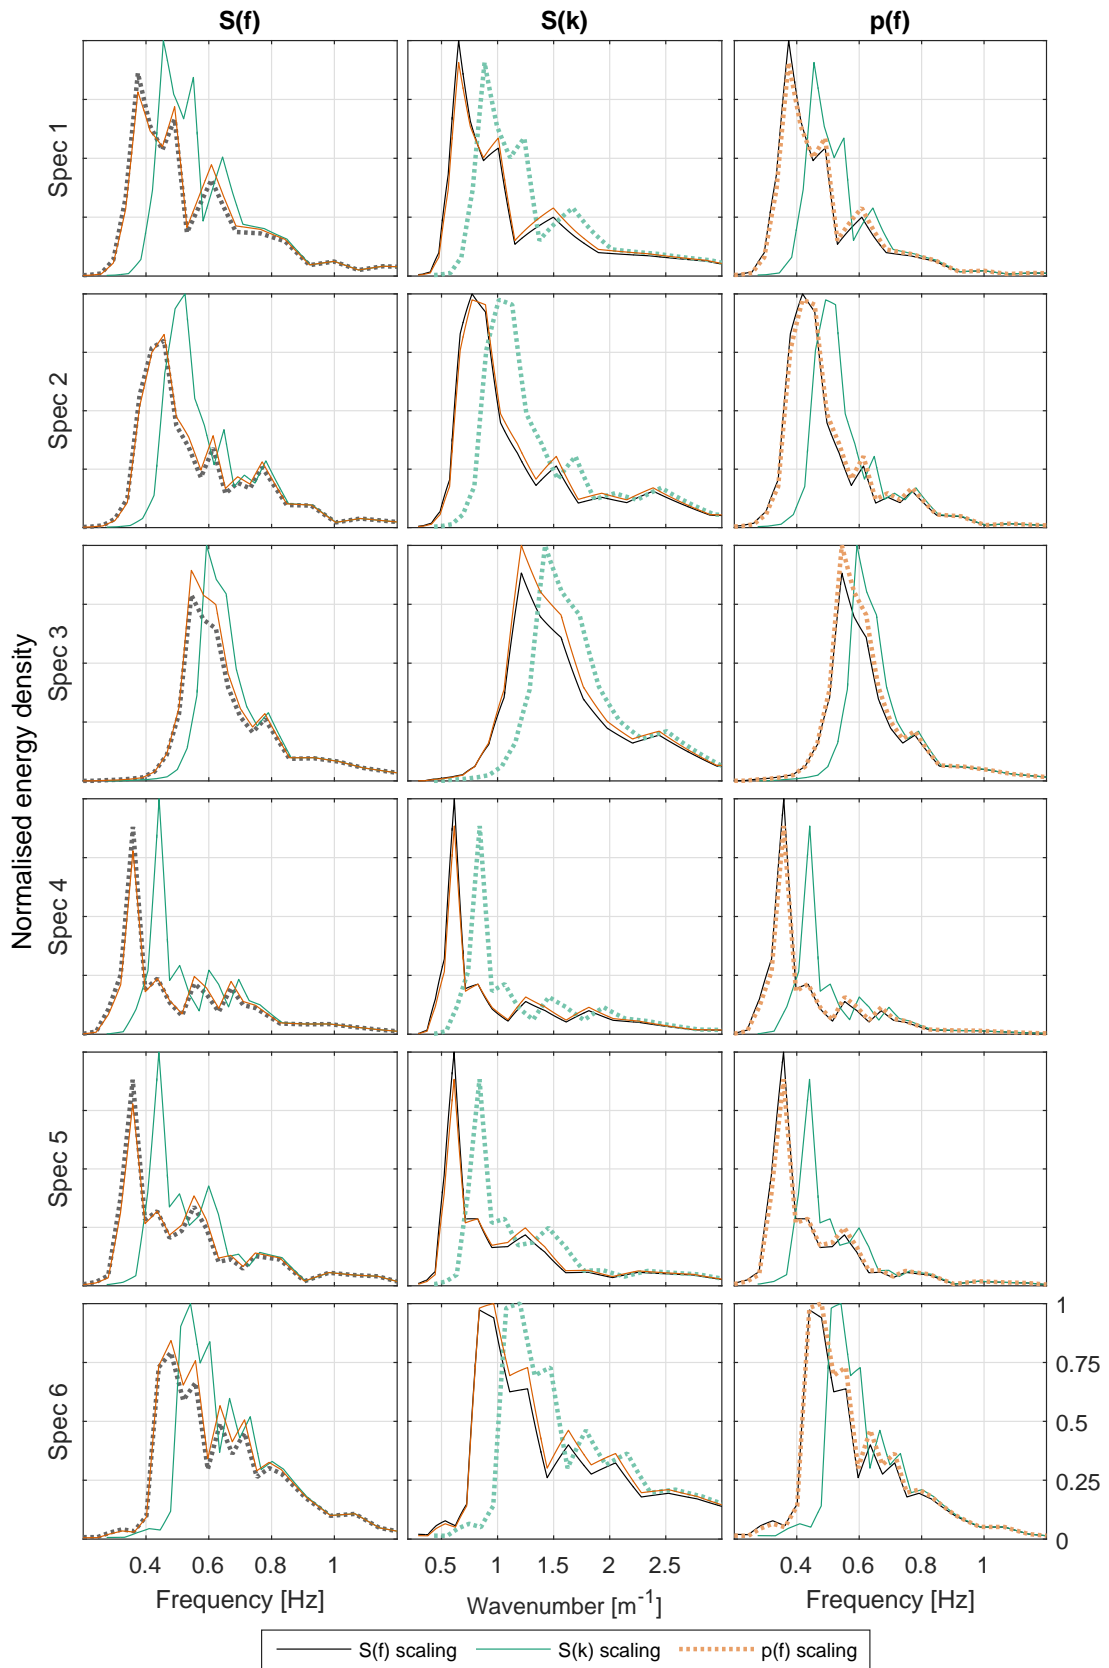 S(f) S(k) p(f)
Spec 1
Spec 2
Spec 3
Spec 4
Spec 5
Spec 6
Normalised energy density
1
0.75
0.5
0.25
0
0.4 0.6 0.8 1 0.5 1 1.5 2 2.5 0.4 0.6 0.8 1
Frequency [Hz] Wavenumber [m⁻¹] Frequency [Hz]
S(f) scaling S(k) scaling p(f) scaling